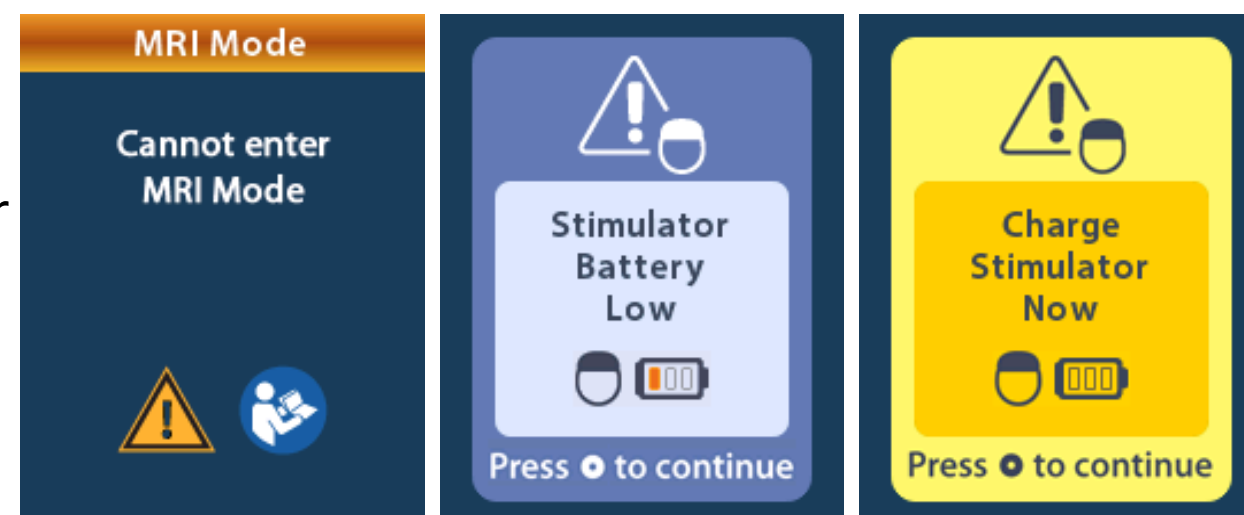 MRI Mode
Cannot enter
MRI Mode
r
Stimulator
Battery
Low
Press to continue
Charge
Stimulator
Now
Press to continue